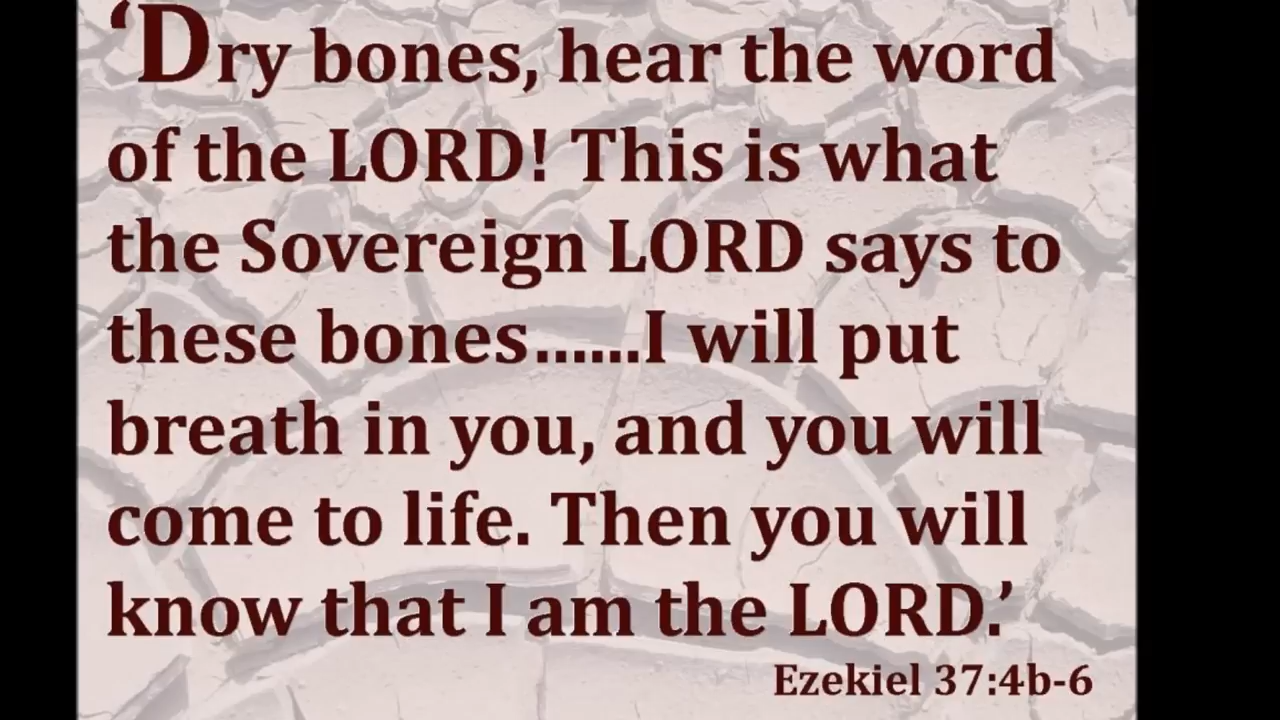 ‘Dry bones, hear the word
of the LORD! This is what
the Sovereign LORD says to
these bones......I will put
breath in you, and you will
come to life. Then you will
know that I am the LORD.’
Ezekiel 37:4b-6